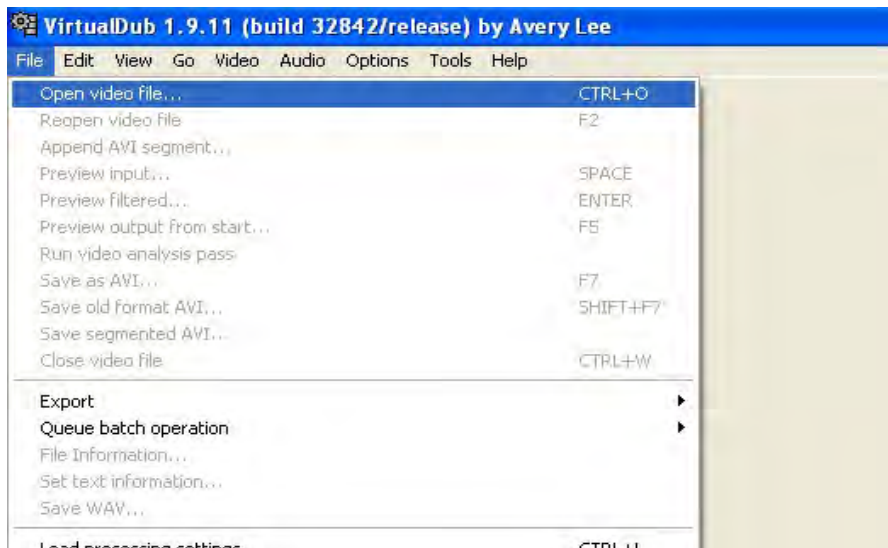 VirtualDub 1.9.11 (build 32842/release) by Avery Lee
File Edit View Go Video Audio Options Tools Help
Open video file... CTRL+O
Reopen video file F2
Append AVI segment...
Preview input... SPACE
Preview filtered... ENTER
Preview output from start... F5
Run video analysis pass
Save as AVI... F7
Save old format AVI... SHIFT+F7
Save segmented AVI...
Close video file CTRL+W
Export
Queue batch operation
File Information...
Set text information...
Save WAV...
Load processing settings